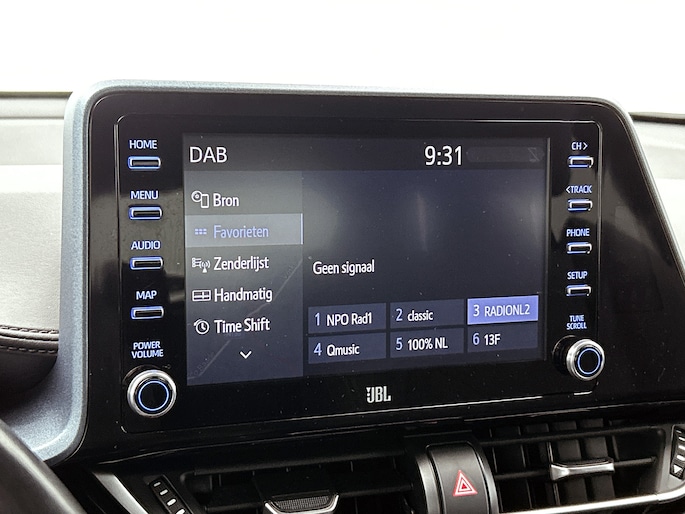 HOME
MENU
AUDIO
MAP
POWER
VOLUME
DAB 9:31
Bron
Favorieten
Zenderlijst
Handmatig
Time Shift
Geen signaal
1 NPO Rad1 2 classic 3 RADIONL2
4 Qmusic 5 100% NL 6 13F
CH >
< TRACK
PHONE
SETUP
TUNE
SCROLL
JBL